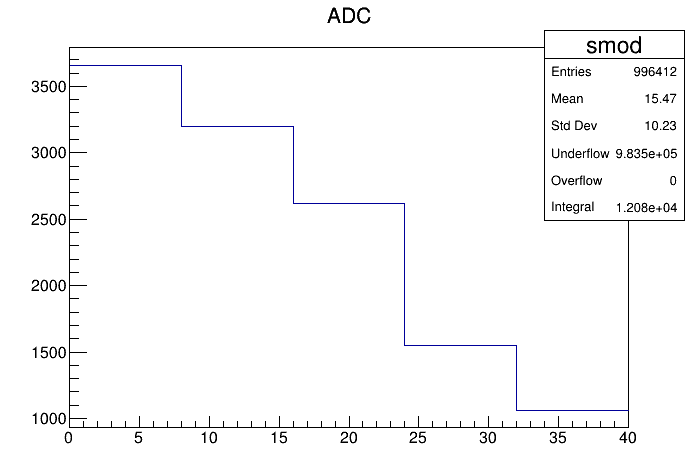 ADC
smod
Entries 996412
Mean 15.47
Std Dev 10.23
Underflow 9.835e+05
Overflow 0
Integral 1.208e+04
3500
3000
2500
2000
1500
1000
0 5 10 15 20 25 30 35 40